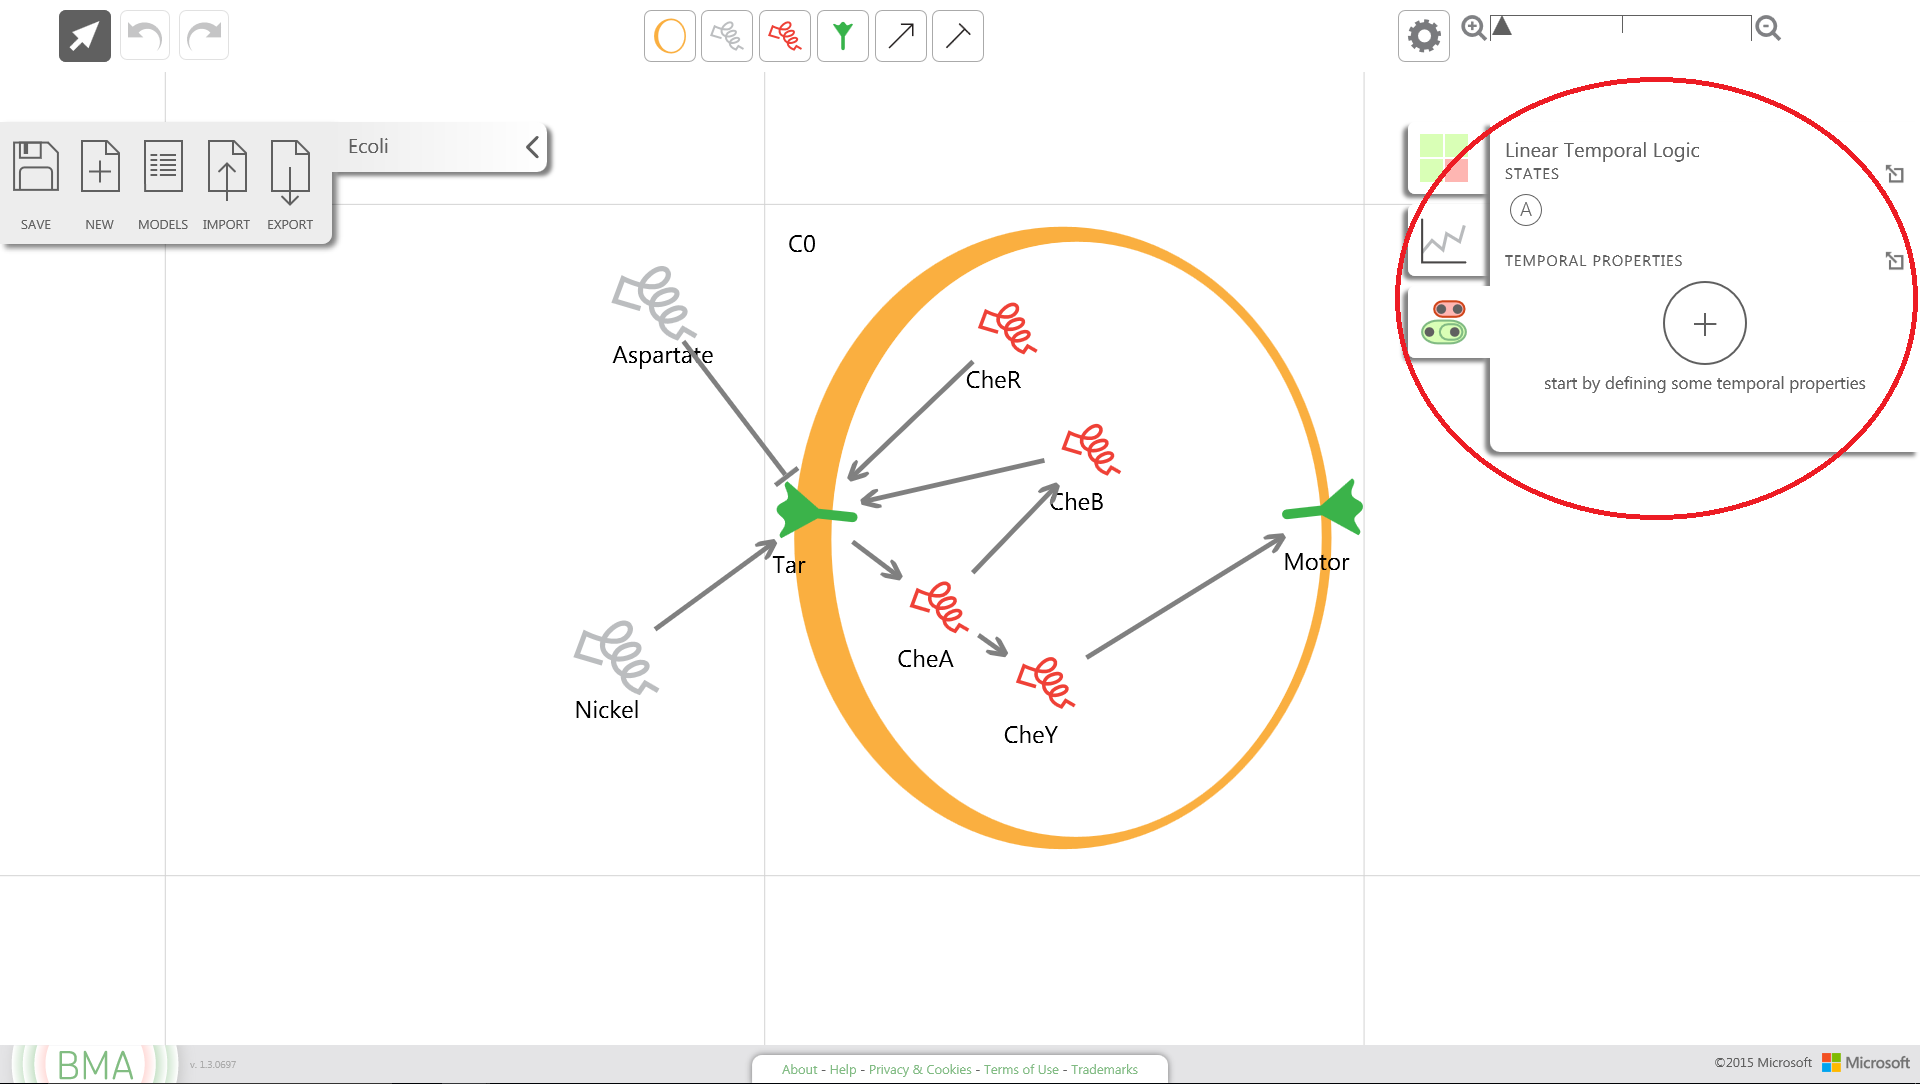 Ecoli
SAVE
NEW
MODELS
IMPORT
EXPORT
Linear Temporal Logic
STATES
A
TEMPORAL PROPERTIES
start by defining some temporal properties
C0
Aspartate
CheR
CheB
Tar
Motor
CheA
Nickel
CheY
BMA
v. 1.3.0697
About - Help - Privacy & Cookies - Terms of Use - Trademarks
©2015 Microsoft
Microsoft